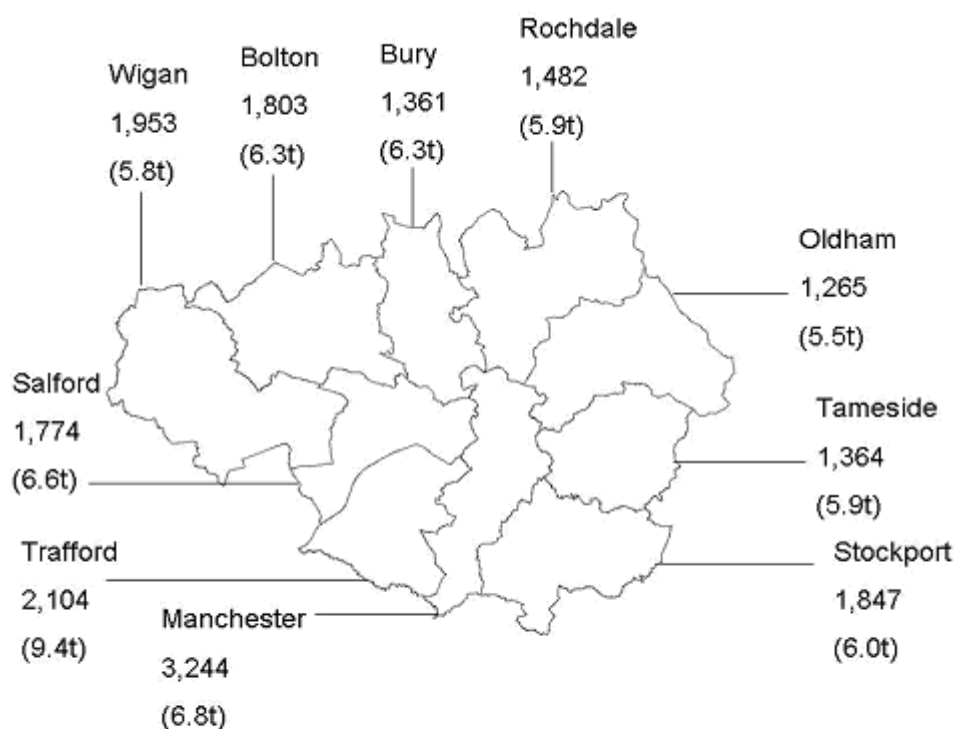 Wigan
1,953
(5.8t)
Bolton
1,803
(6.3t)
Bury
1,361
(6.3t)
Rochdale
1,482
(5.9t)
Oldham
1,265
(5.5t)
Salford
1,774
(6.6t)
Tameside
1,364
(5.9t)
Trafford
2,104
(9.4t)
Manchester
3,244
(6.8t)
Stockport
1,847
(6.0t)